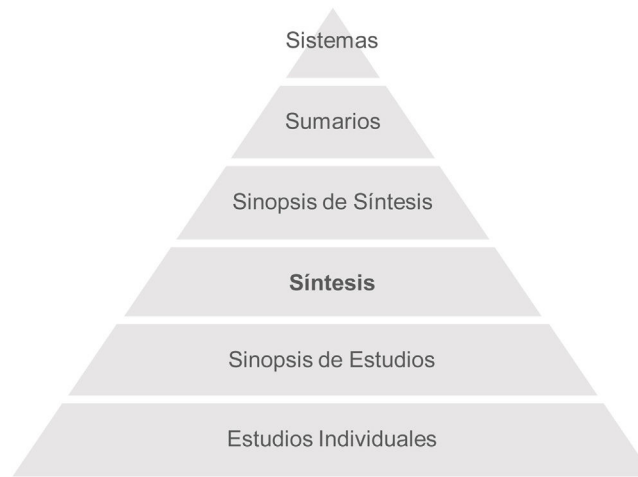 Sistemas
Sumarios
Sinopsis de Síntesis
Síntesis
Sinopsis de Estudios
Estudios Individuales